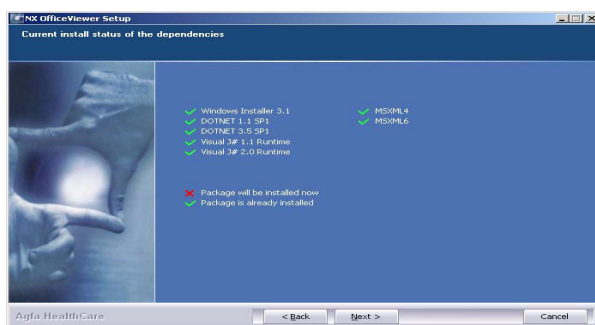 NX OfficeViewer Setup
Current install status of the dependencies
Windows Installer 3.1
DOTNET 1.1 SP1
DOTNET 3.5 SP1
Visual J# 1.1 Runtime
Visual J# 2.0 Runtime
MSXML4
MSXML6
Package will be installed now
Package is already installed
Agfa HealthCare
< Back
Next >
Cancel